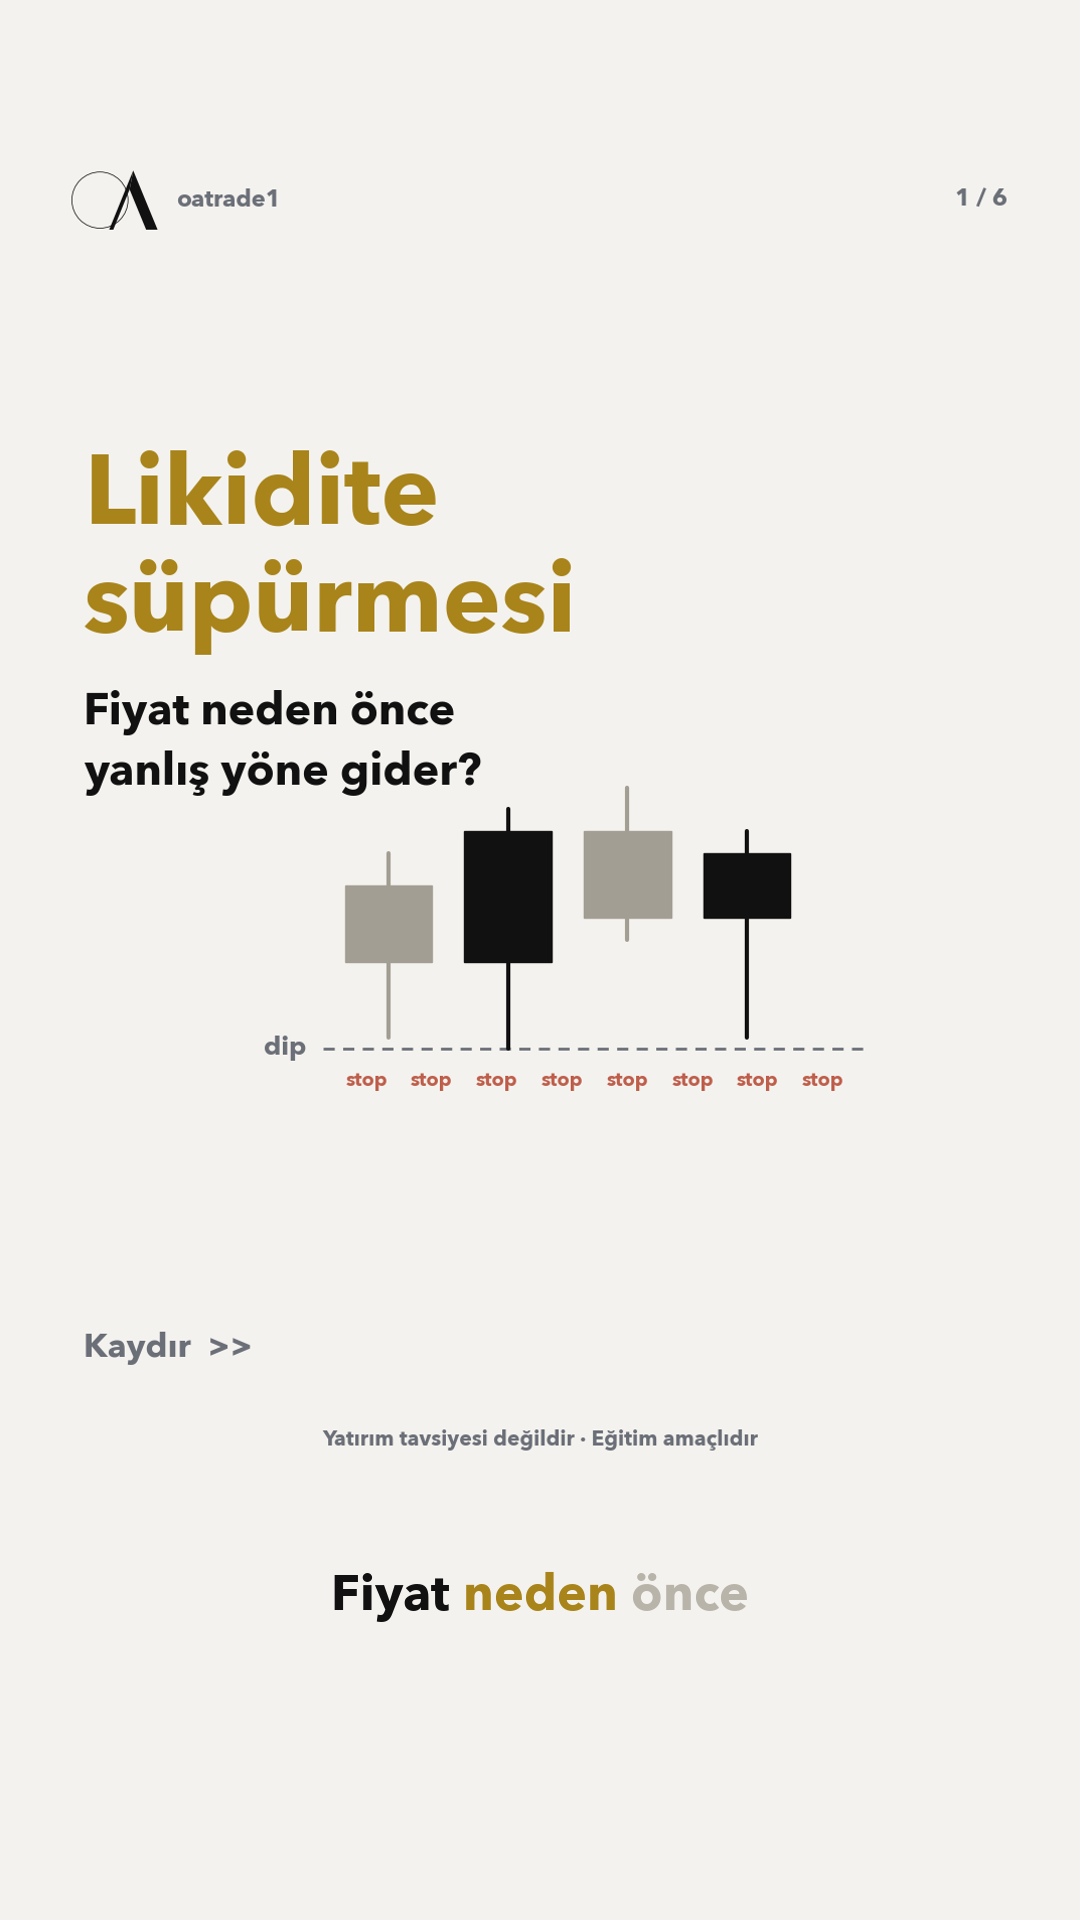 oatrade1
1 / 6
Likidite
süpürmesi
Fiyat neden önce
yanlış yöne gider?
dip
stop stop stop stop stop stop stop stop
Kaydır >>
Yatırım tavsiyesi değildir · Eğitim amaçlıdır
Fiyat neden önce